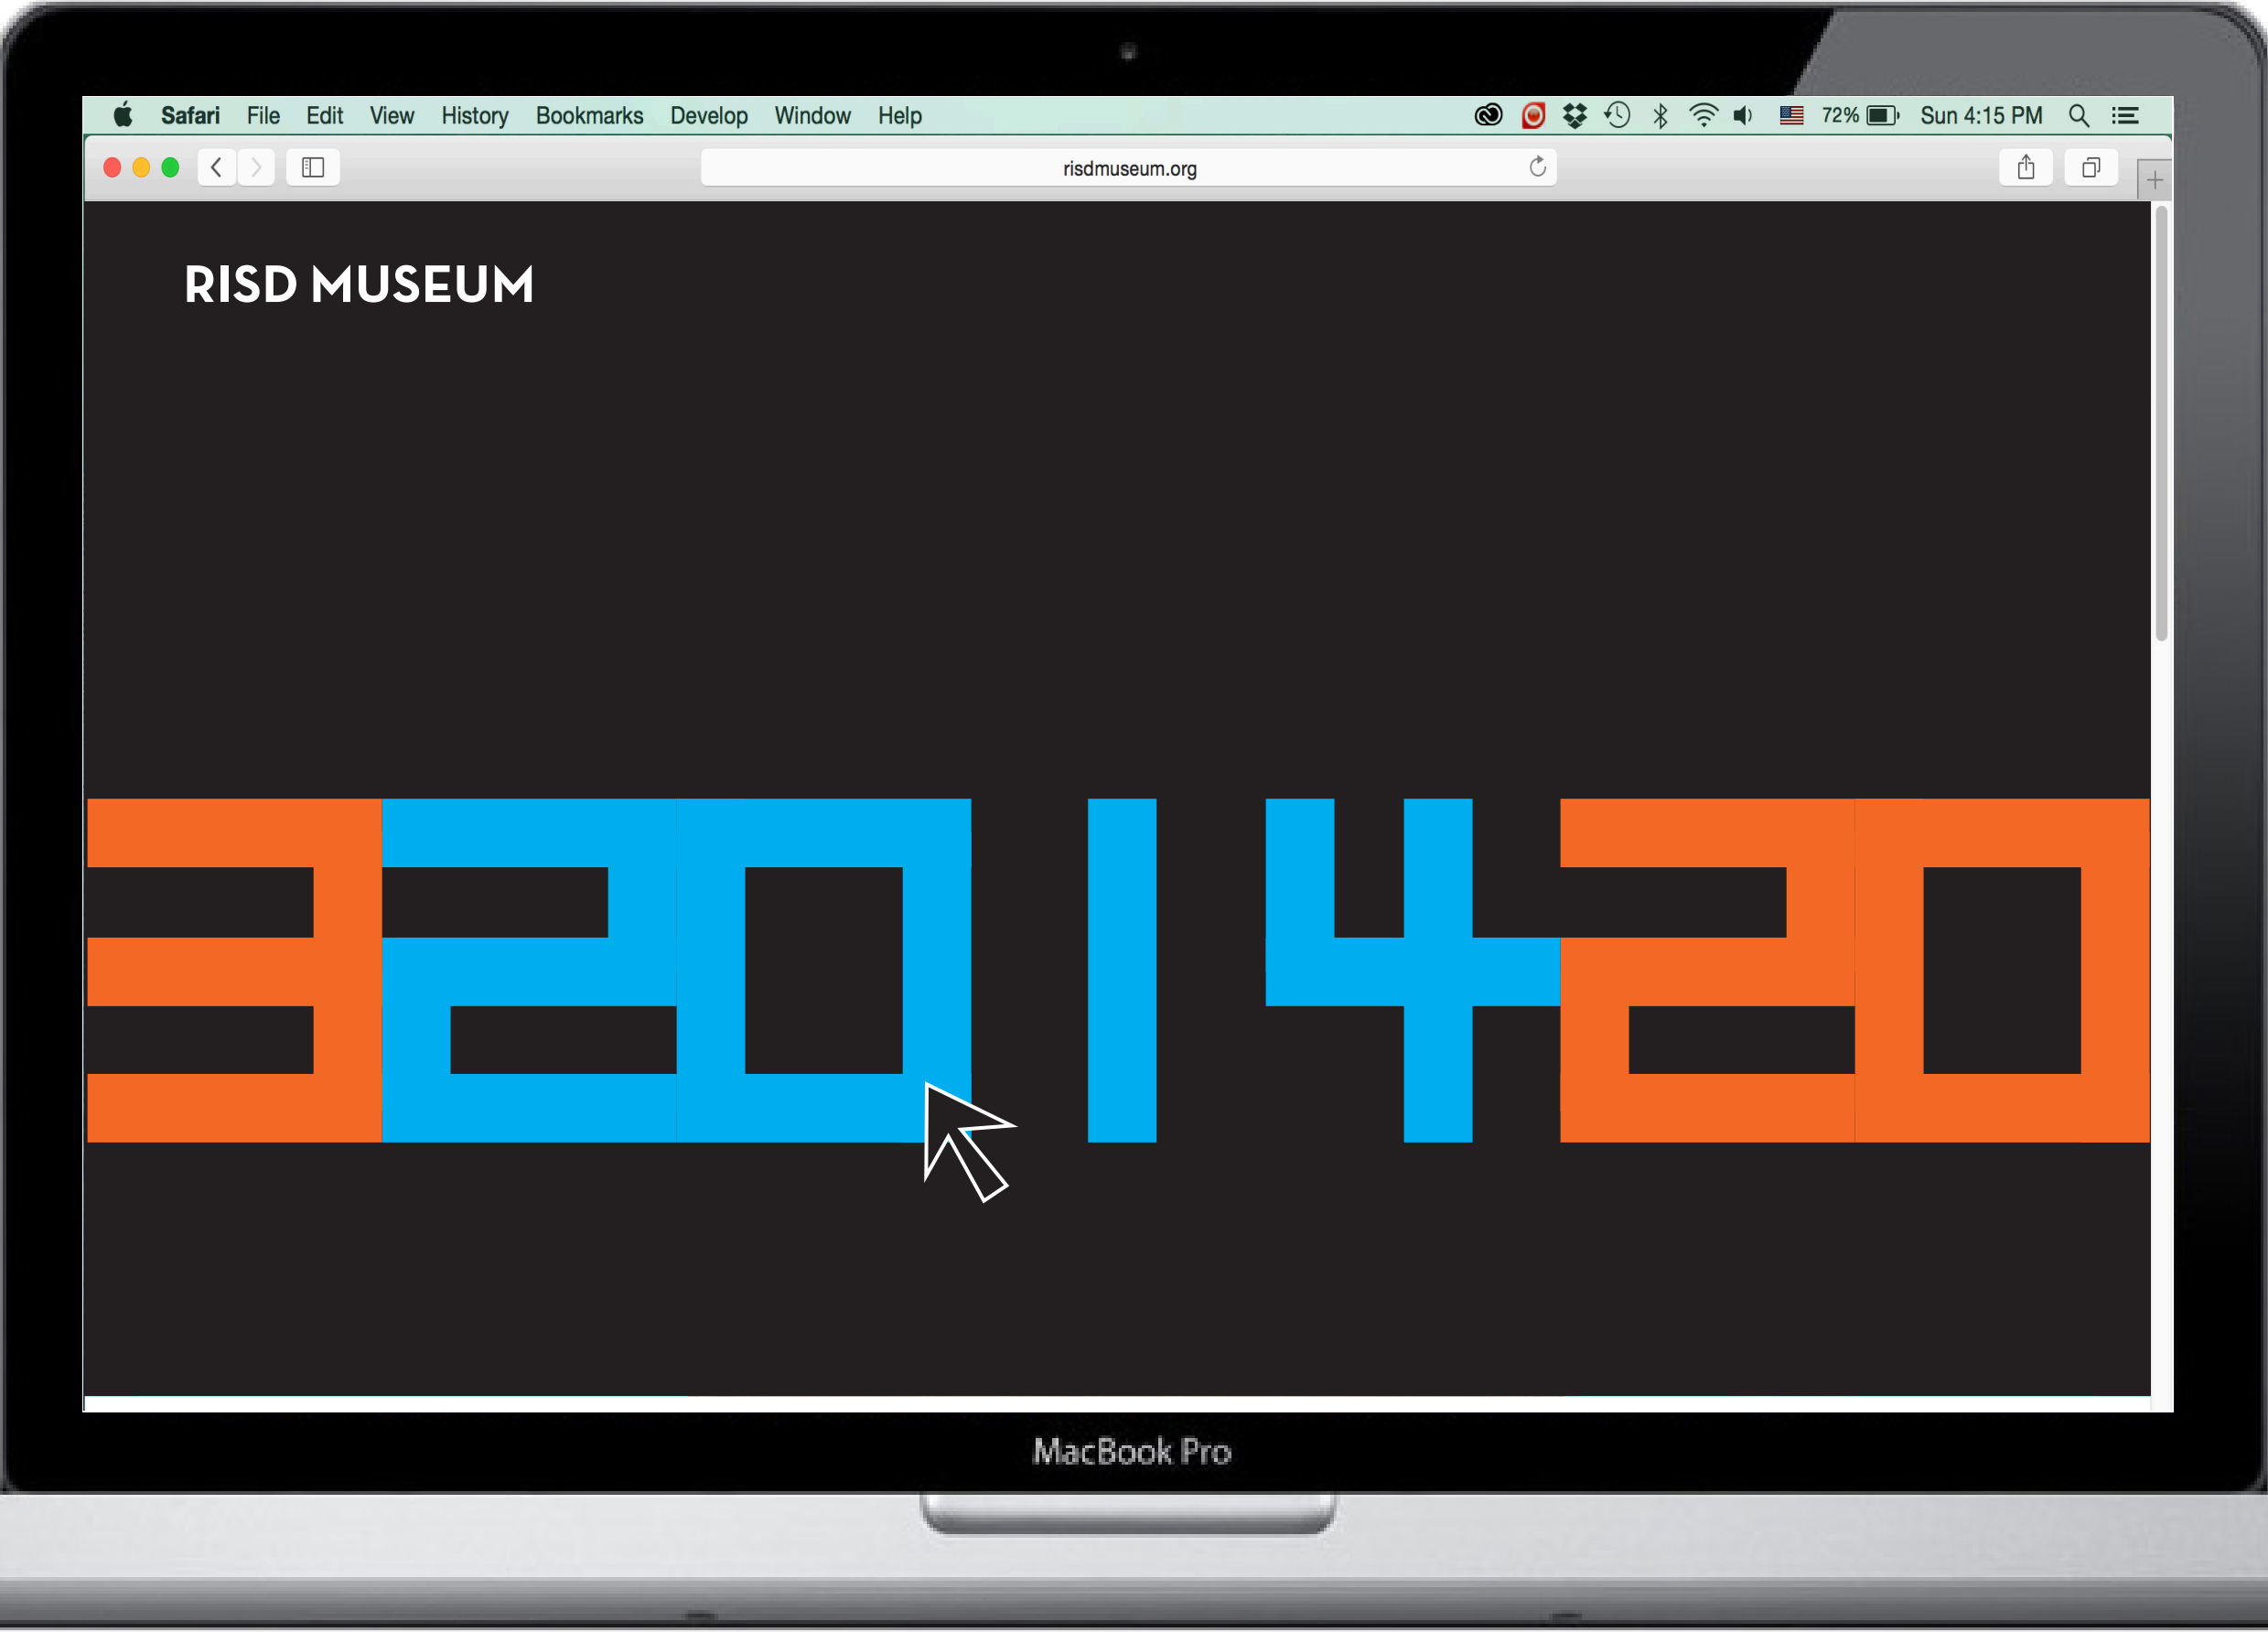 Safari File Edit View History Bookmarks Develop Window Help 72% Sun 4:15 PM
risdmuseum.org
RISD MUSEUM
3201420
MacBook Pro